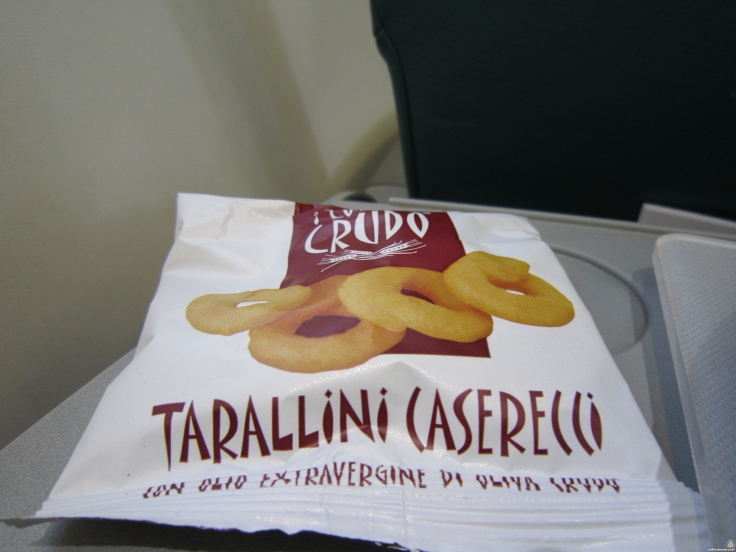 CRUDO
TARALLINI CASERECCI
CON OLIO EXTRAVERGINE DI OLIVA CRUDO